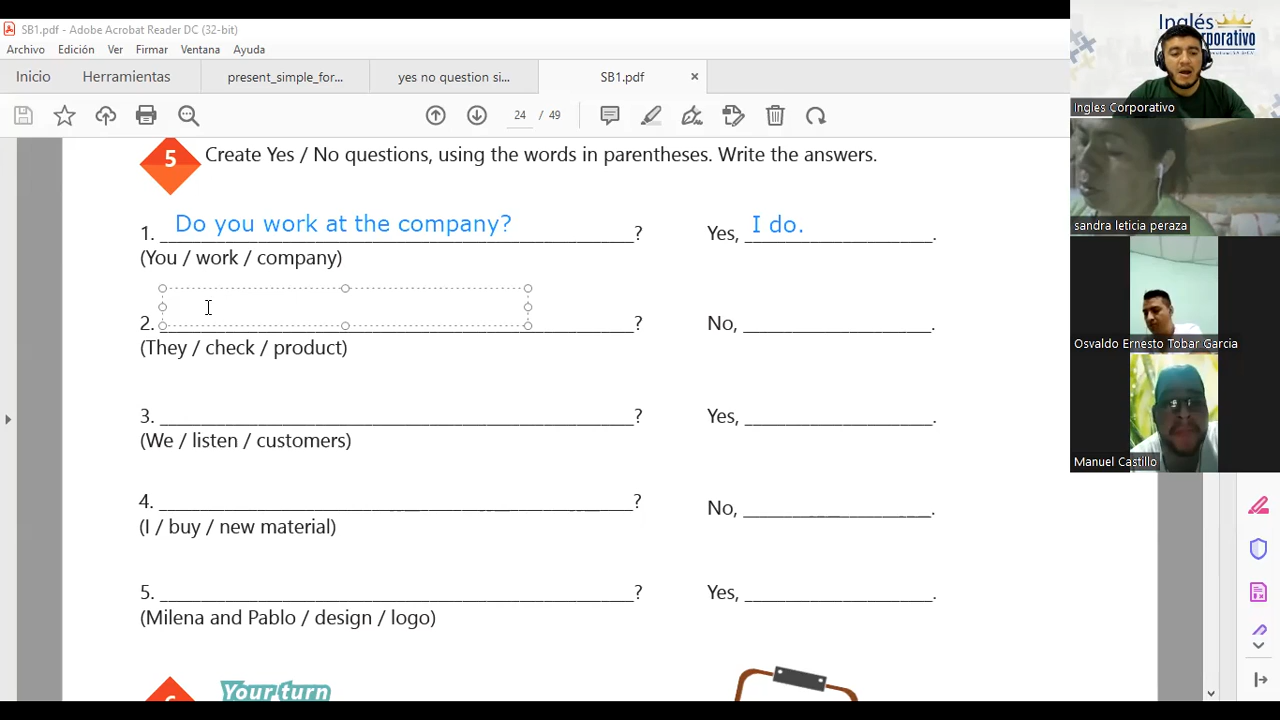 SB1.pdf - Adobe Acrobat Reader DC (32-bit)
Archivo Edición Ver Firmar Ventana Ayuda
Inicio Herramientas present_simple_for... yes no question si... SB1.pdf ×
24 / 49
5 Create Yes / No questions, using the words in parentheses. Write the answers.
1. Do you work at the company? ? Yes, I do. .
(You / work / company)
2. ? No, .
(They / check / product)
3. ? Yes, .
(We / listen / customers)
4. ? No, .
(I / buy / new material)
5. ? Yes, .
(Milena and Pablo / design / logo)
6 Your turn
Inglés
Corporativo
Ingles Corporativo
sandra leticia peraza
Osvaldo Ernesto Tobar Garcia
Manuel Castillo